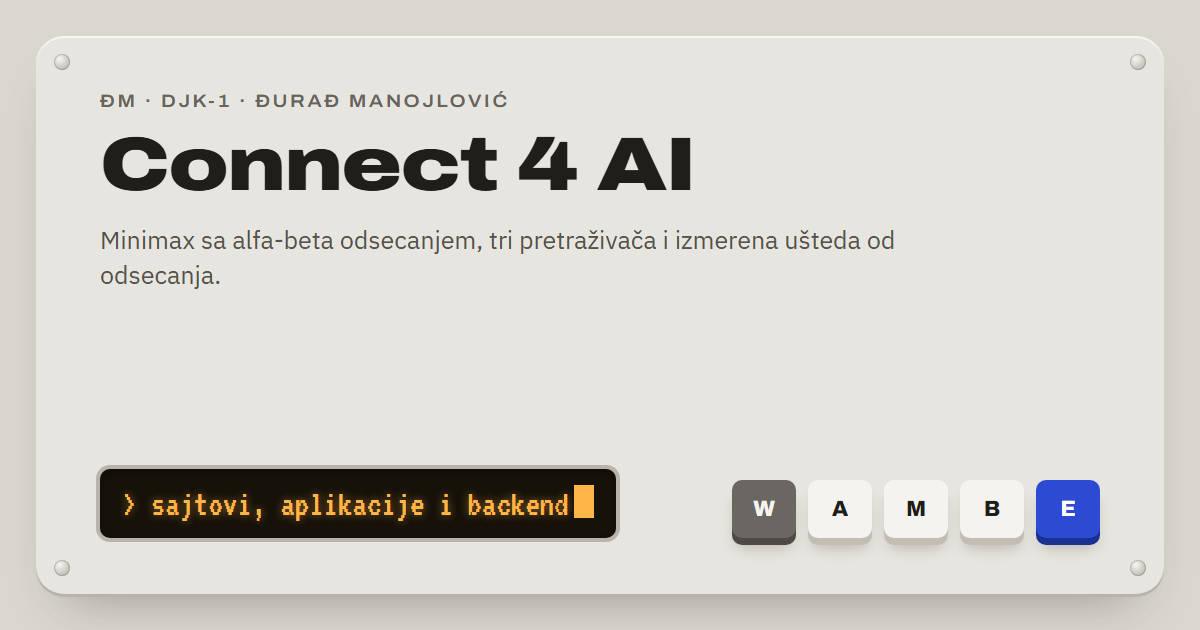 ĐM · DJK-1 · ĐURAĐ MANOJLOVIĆ
Connect 4 AI
Minimax sa alfa-beta odsecanjem, tri pretraživača i izmerena ušteda od
odsecanja.
> sajtovi, aplikacije i backend
W A M B E